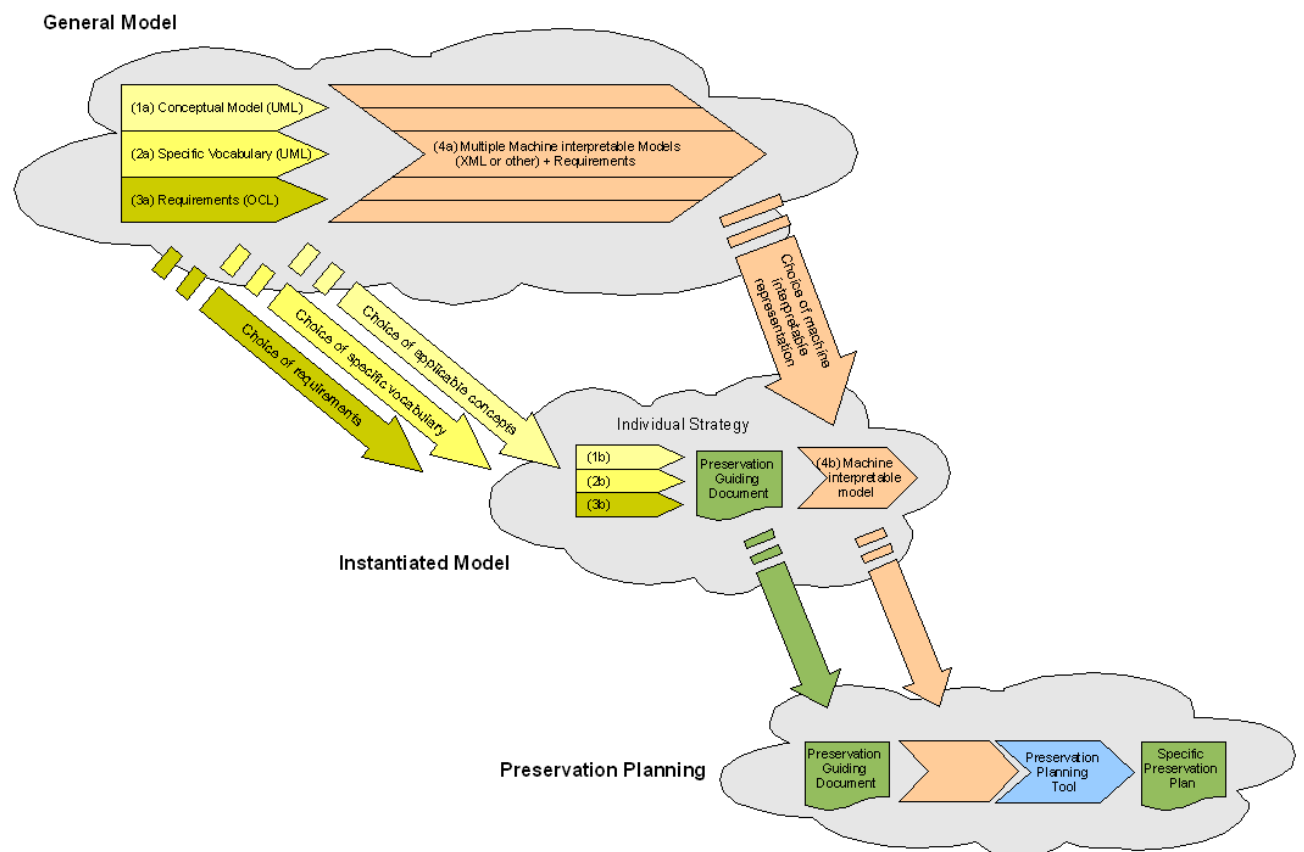 General Model
(1a) Conceptual Model (UML)
(2a) Specific Vocabulary (UML)
(3a) Requirements (OCL)
(4a) Multiple Machine interpretable Models
(XML or other) + Requirements
Choice of requirements
Choice of specific vocabulary
Choice of applicable concepts
Choice of machine
interpretable
representation
Individual Strategy
(1b)
(2b)
(3b)
Preservation
Guiding
Document
(4b) Machine
interpretable
model
Instantiated Model
Preservation Planning
Preservation
Guiding
Document
Preservation
Planning
Tool
Specific
Preservation
Plan